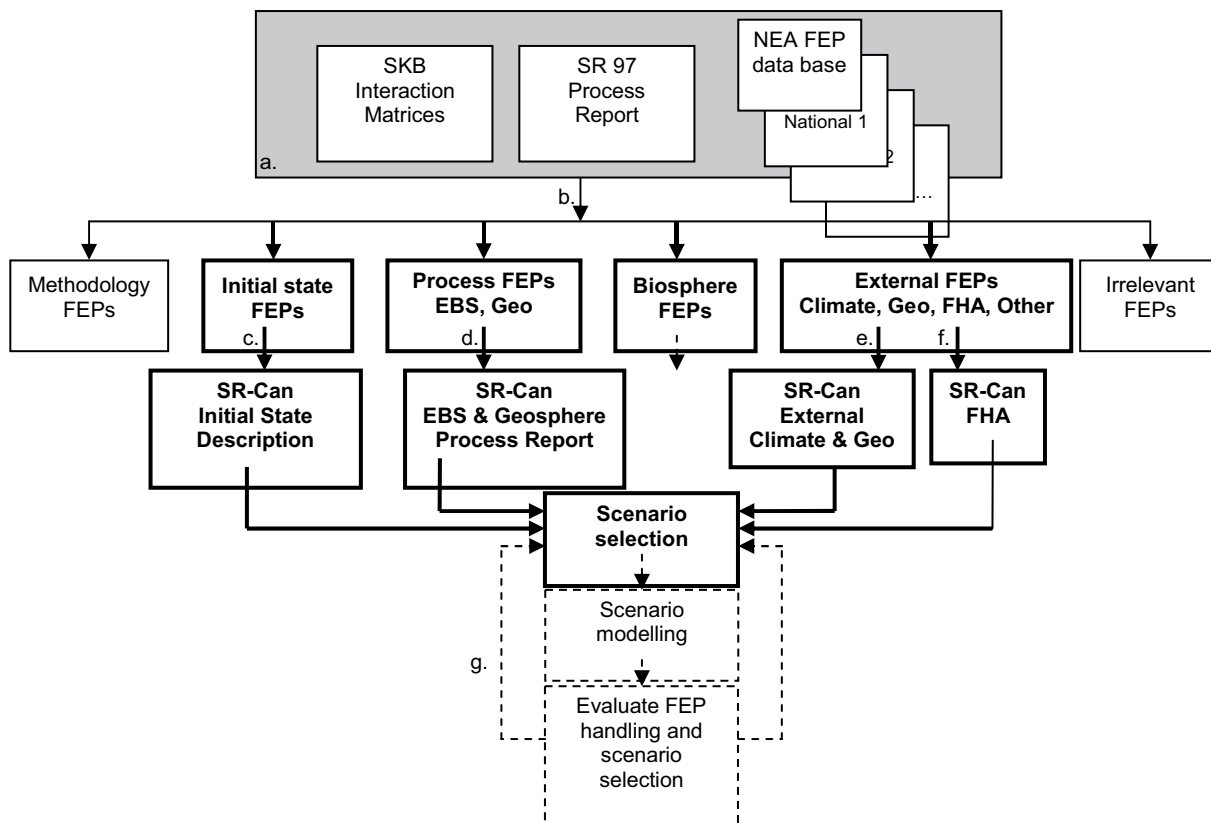 SKB
Interaction
Matrices
SR 97
Process
Report
NEA FEP
data base
National 1
2
...
a.
b.
Methodology
FEPs
Initial state
FEPs
Process FEPs
EBS, Geo
Biosphere
FEPs
External FEPs
Climate, Geo, FHA, Other
Irrelevant
FEPs
c.
d.
e.
f.
SR-Can
Initial State
Description
SR-Can
EBS & Geosphere
Process Report
SR-Can
External
Climate & Geo
SR-Can
FHA
Scenario
selection
Scenario
modelling
g.
Evaluate FEP
handling and
scenario
selection